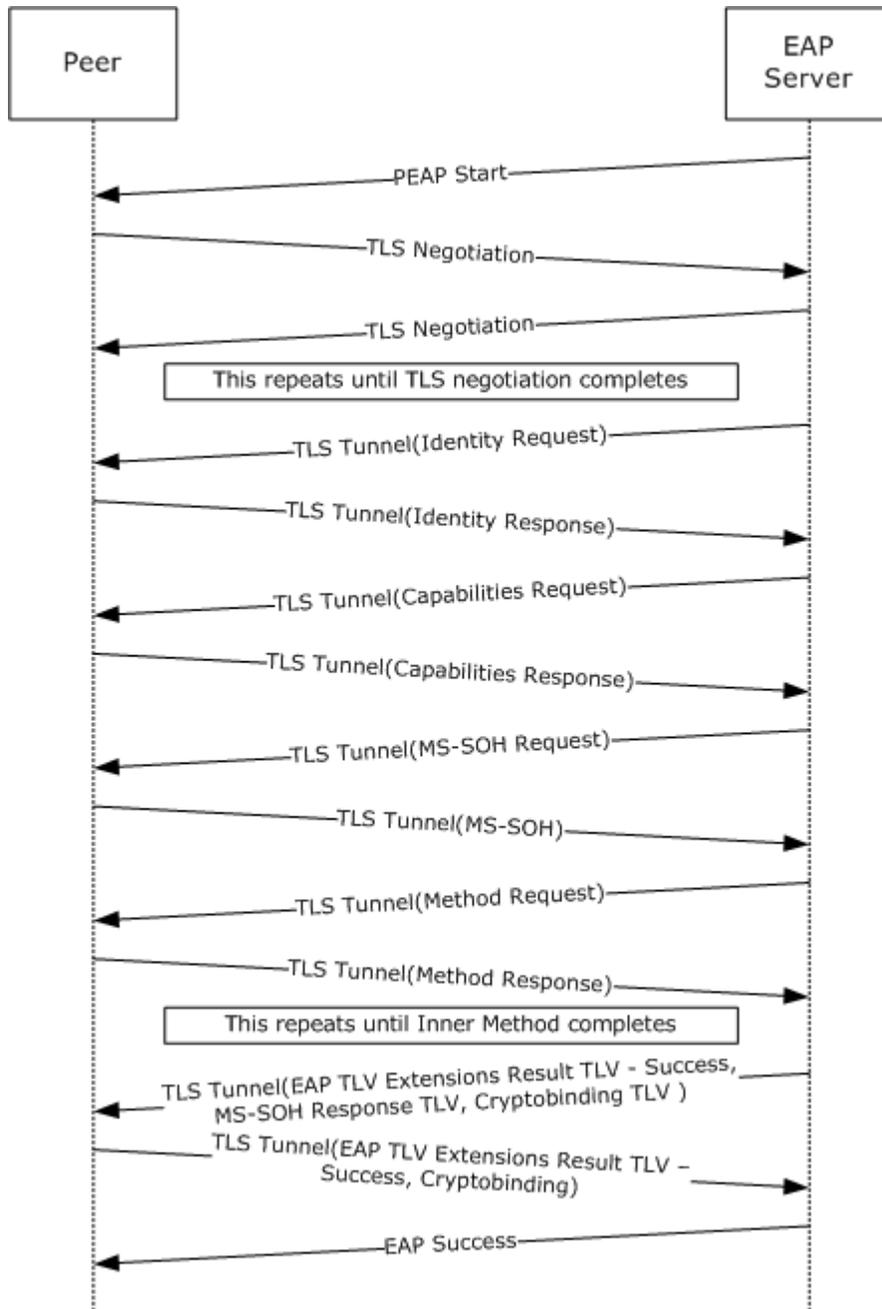 Peer
EAP
Server
PEAP Start
TLS Negotiation
TLS Negotiation
This repeats until TLS negotiation completes
TLS Tunnel(Identity Request)
TLS Tunnel(Identity Response)
TLS Tunnel(Capabilities Request)
TLS Tunnel(Capabilities Response)
TLS Tunnel(MS-SOH Request)
TLS Tunnel(MS-SOH)
TLS Tunnel(Method Request)
TLS Tunnel(Method Response)
This repeats until Inner Method completes
TLS Tunnel(EAP TLV Extensions Result TLV - Success,
MS-SOH Response TLV, Cryptobinding TLV )
TLS Tunnel(EAP TLV Extensions Result TLV –
Success, Cryptobinding)
EAP Success